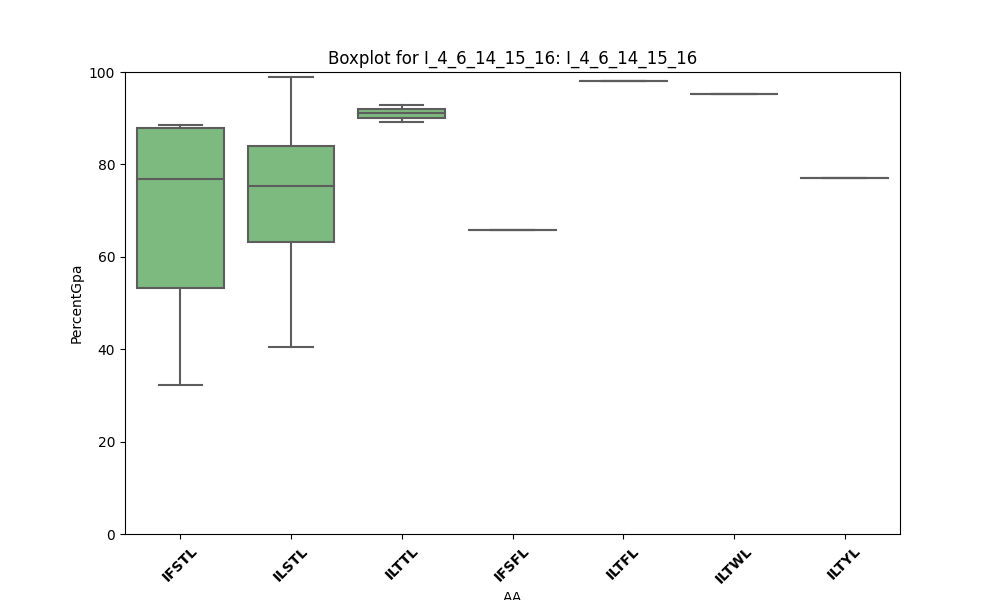 Boxplot for I_4_6_14_15_16: I_4_6_14_15_16
100
80
60
40
20
0
PercentGpa
IFSTL
ILSTL
ILTTL
IFSFL
ILTFL
ILTWL
ILTYL
AA